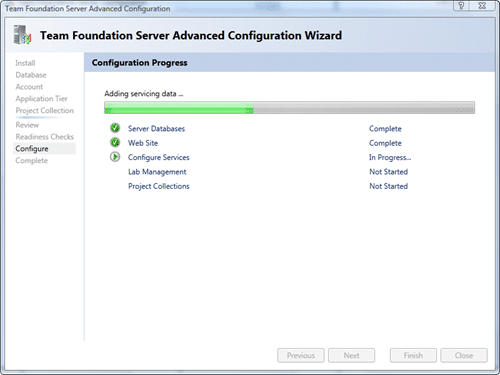 Team Foundation Server Advanced Configuration
Team Foundation Server Advanced Configuration Wizard
Install
Database
Account
Application Tier
Project Collection
Review
Readiness Checks
Configure
Complete
Configuration Progress
Adding servicing data ...
Server Databases Complete
Web Site Complete
Configure Services In Progress...
Lab Management Not Started
Project Collections Not Started
Previous Next Finish Close